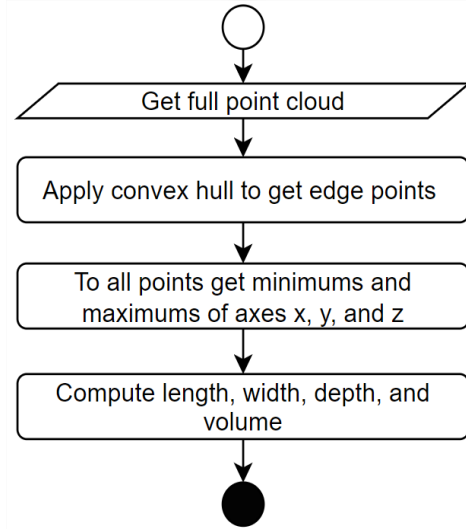 Get full point cloud
Apply convex hull to get edge points
To all points get minimums and
maximums of axes x, y, and z
Compute length, width, depth, and
volume